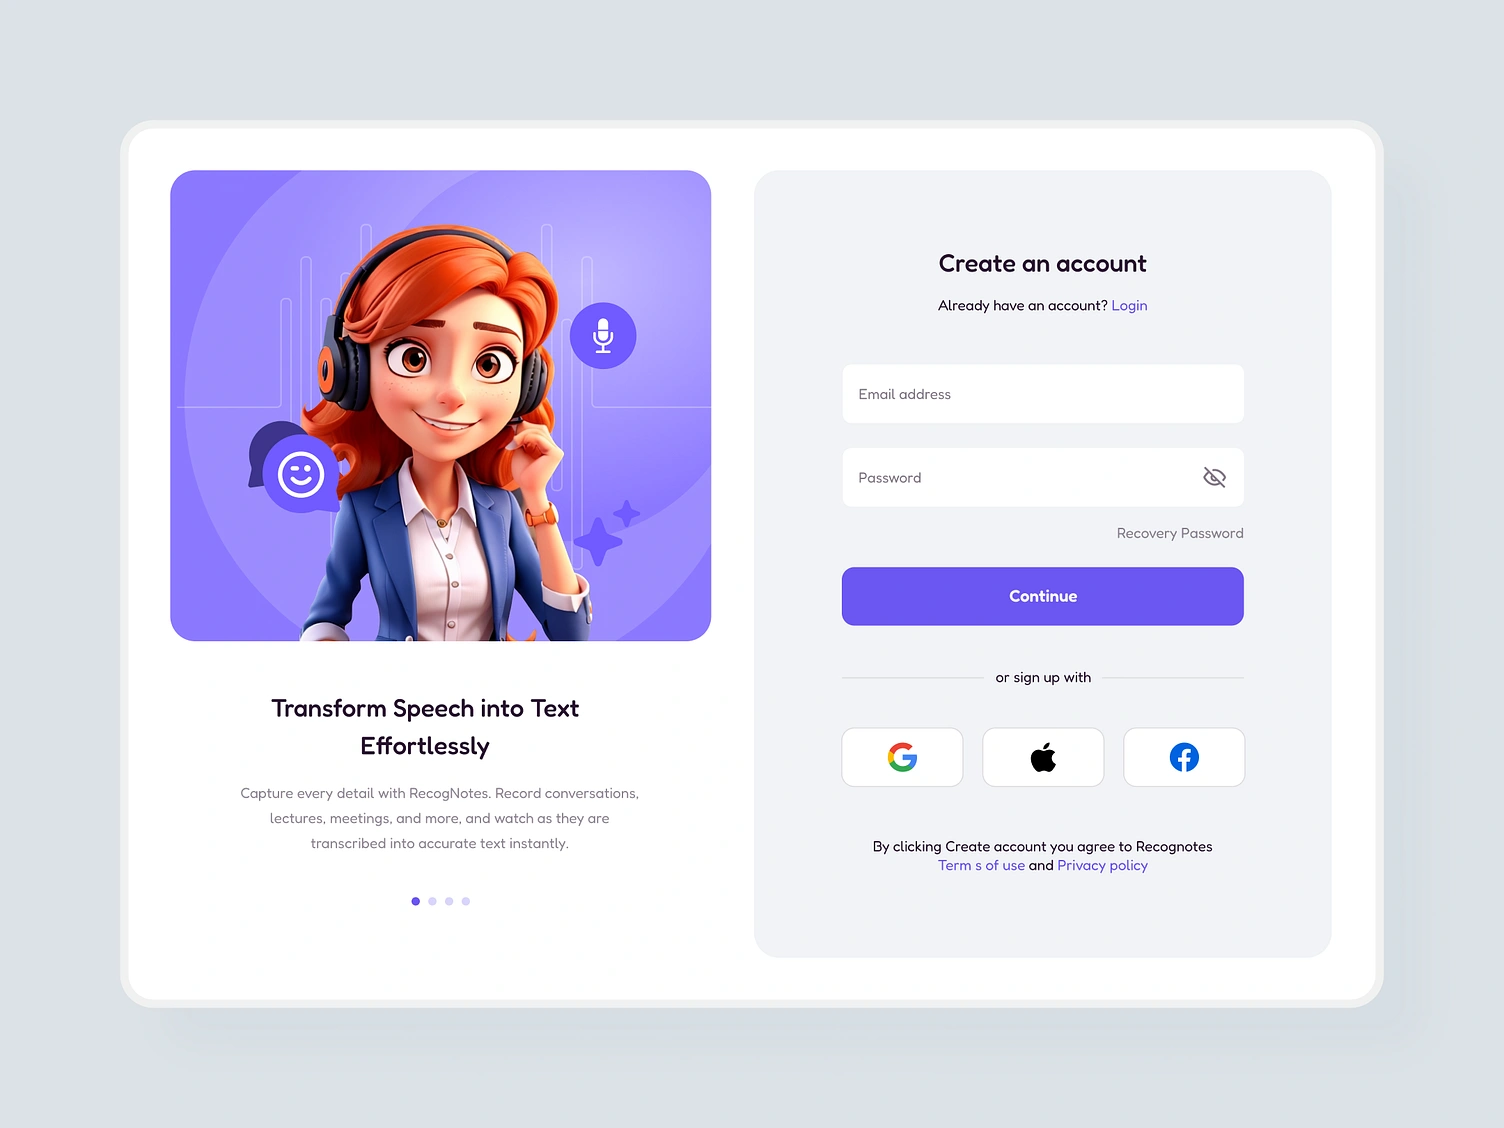 Transform Speech into Text
Effortlessly
Capture every detail with RecogNotes. Record conversations,
lectures, meetings, and more, and watch as they are
transcribed into accurate text instantly.
Create an account
Already have an account? Login
Email address
Password
Recovery Password
Continue
or sign up with
By clicking Create account you agree to Recognotes
Term s of use and Privacy policy